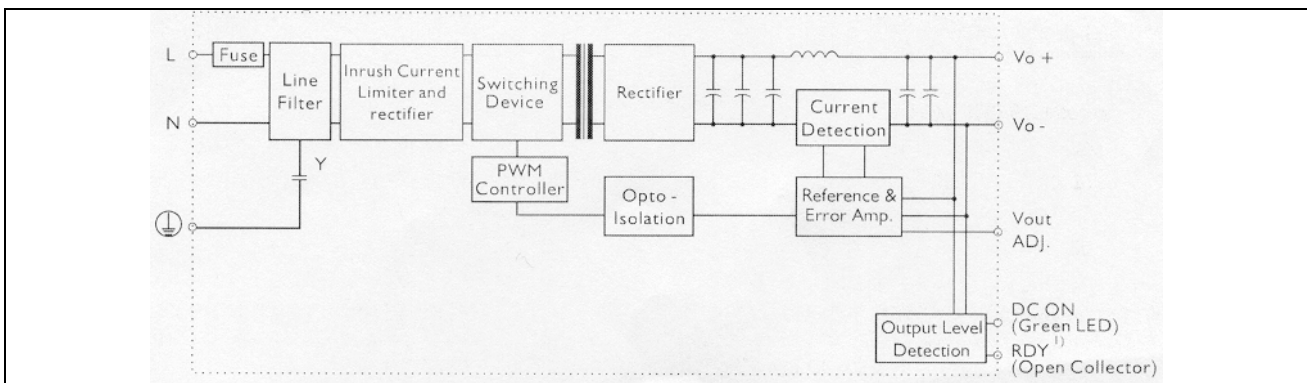 L
Fuse
Line
Filter
Inrush Current
Limiter and
rectifier
Switching
Device
Rectifier
Vo +
N
Current
Detection
Vo -
Y
PWM
Controller
Opto -
Isolation
Reference &
Error Amp.
Vout
ADJ.
Output Level
Detection
DC ON
(Green LED)
RDY 1)
(Open Collector)